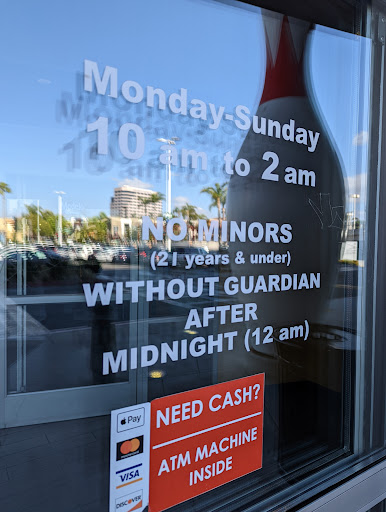 Monday-Sunday
10 am to 2 am
NO MINORS
(21 years & under)
WITHOUT GUARDIAN
AFTER
MIDNIGHT (12 am)
NEED CASH?
ATM MACHINE
INSIDE
Pay
mastercard
VISA
DISCOVER